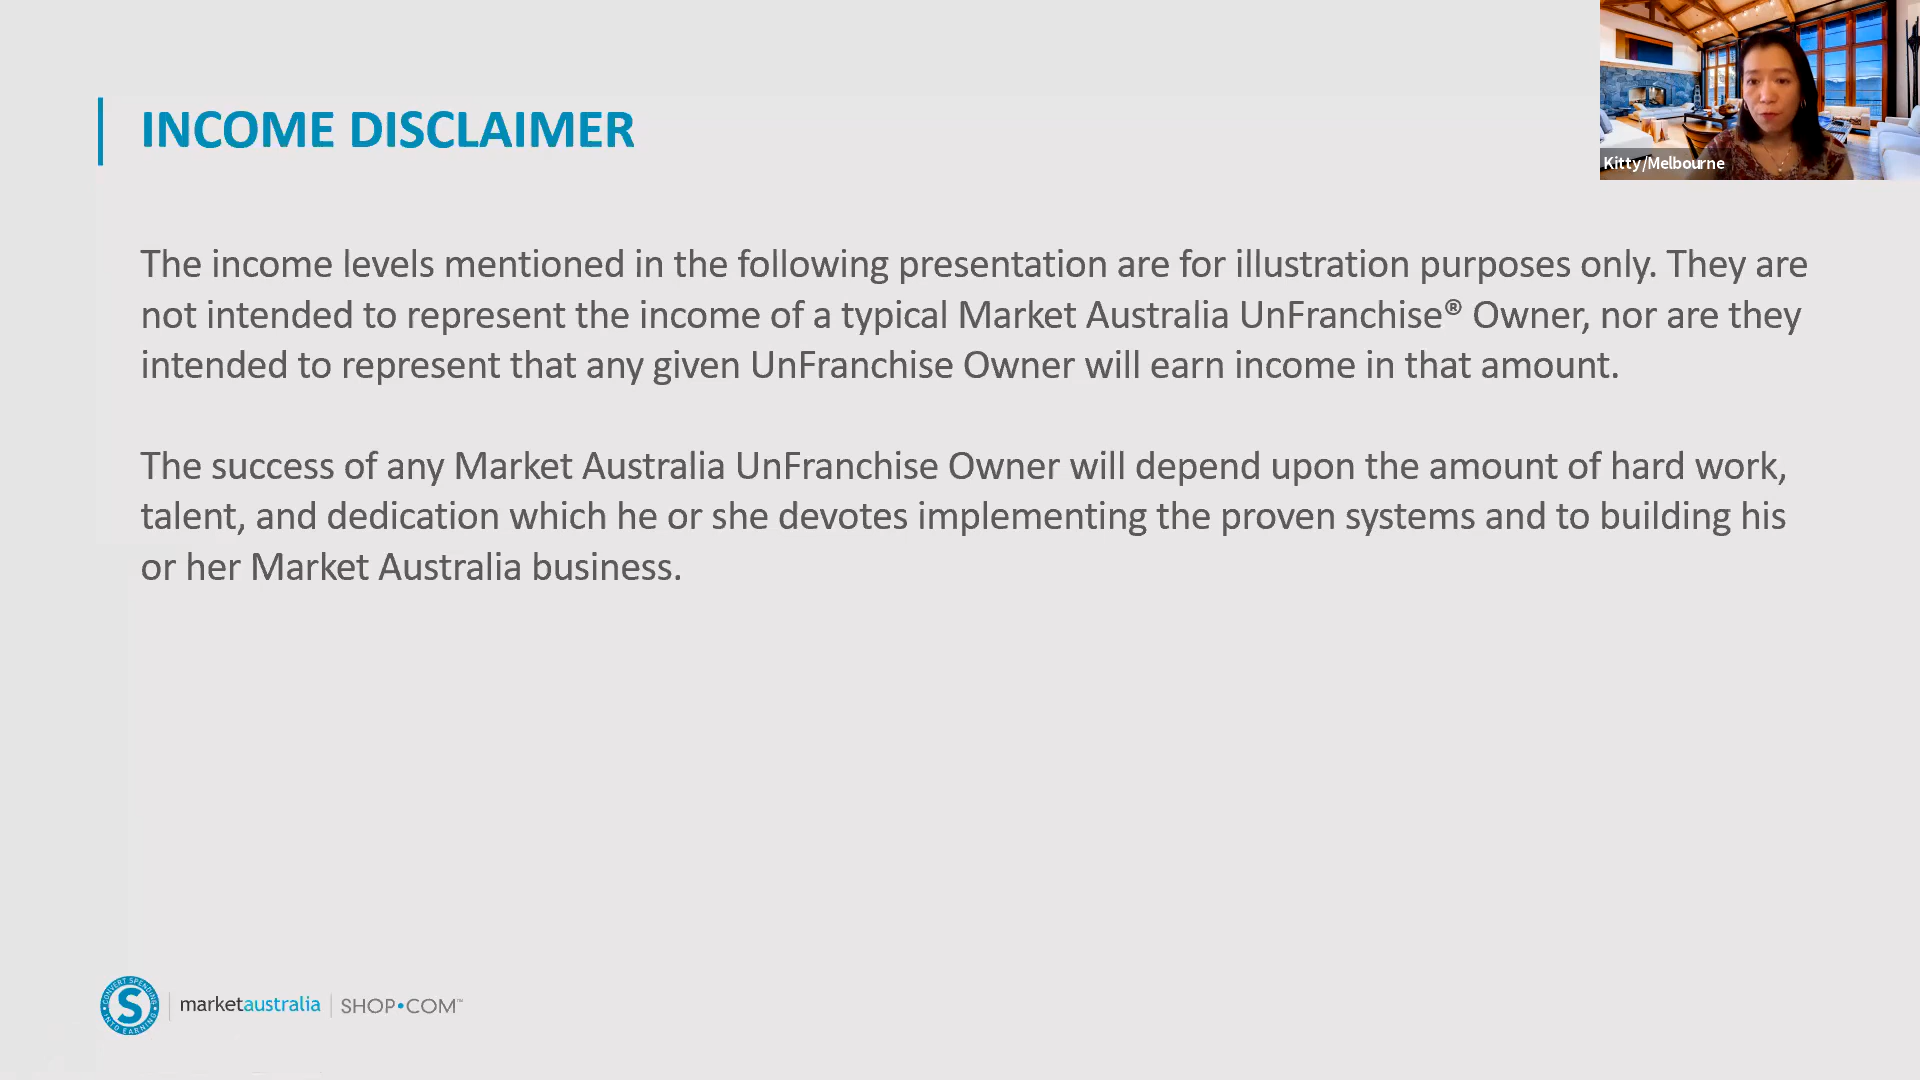 INCOME DISCLAIMER
Kitty/Melbourne
The income levels mentioned in the following presentation are for illustration purposes only. They are
not intended to represent the income of a typical Market Australia UnFranchise® Owner, nor are they
intended to represent that any given UnFranchise Owner will earn income in that amount.
The success of any Market Australia UnFranchise Owner will depend upon the amount of hard work,
talent, and dedication which he or she devotes implementing the proven systems and to building his
or her Market Australia business.
CONVERT SPENDING
S
INTO EARNING
marketaustralia
SHOP•COM™